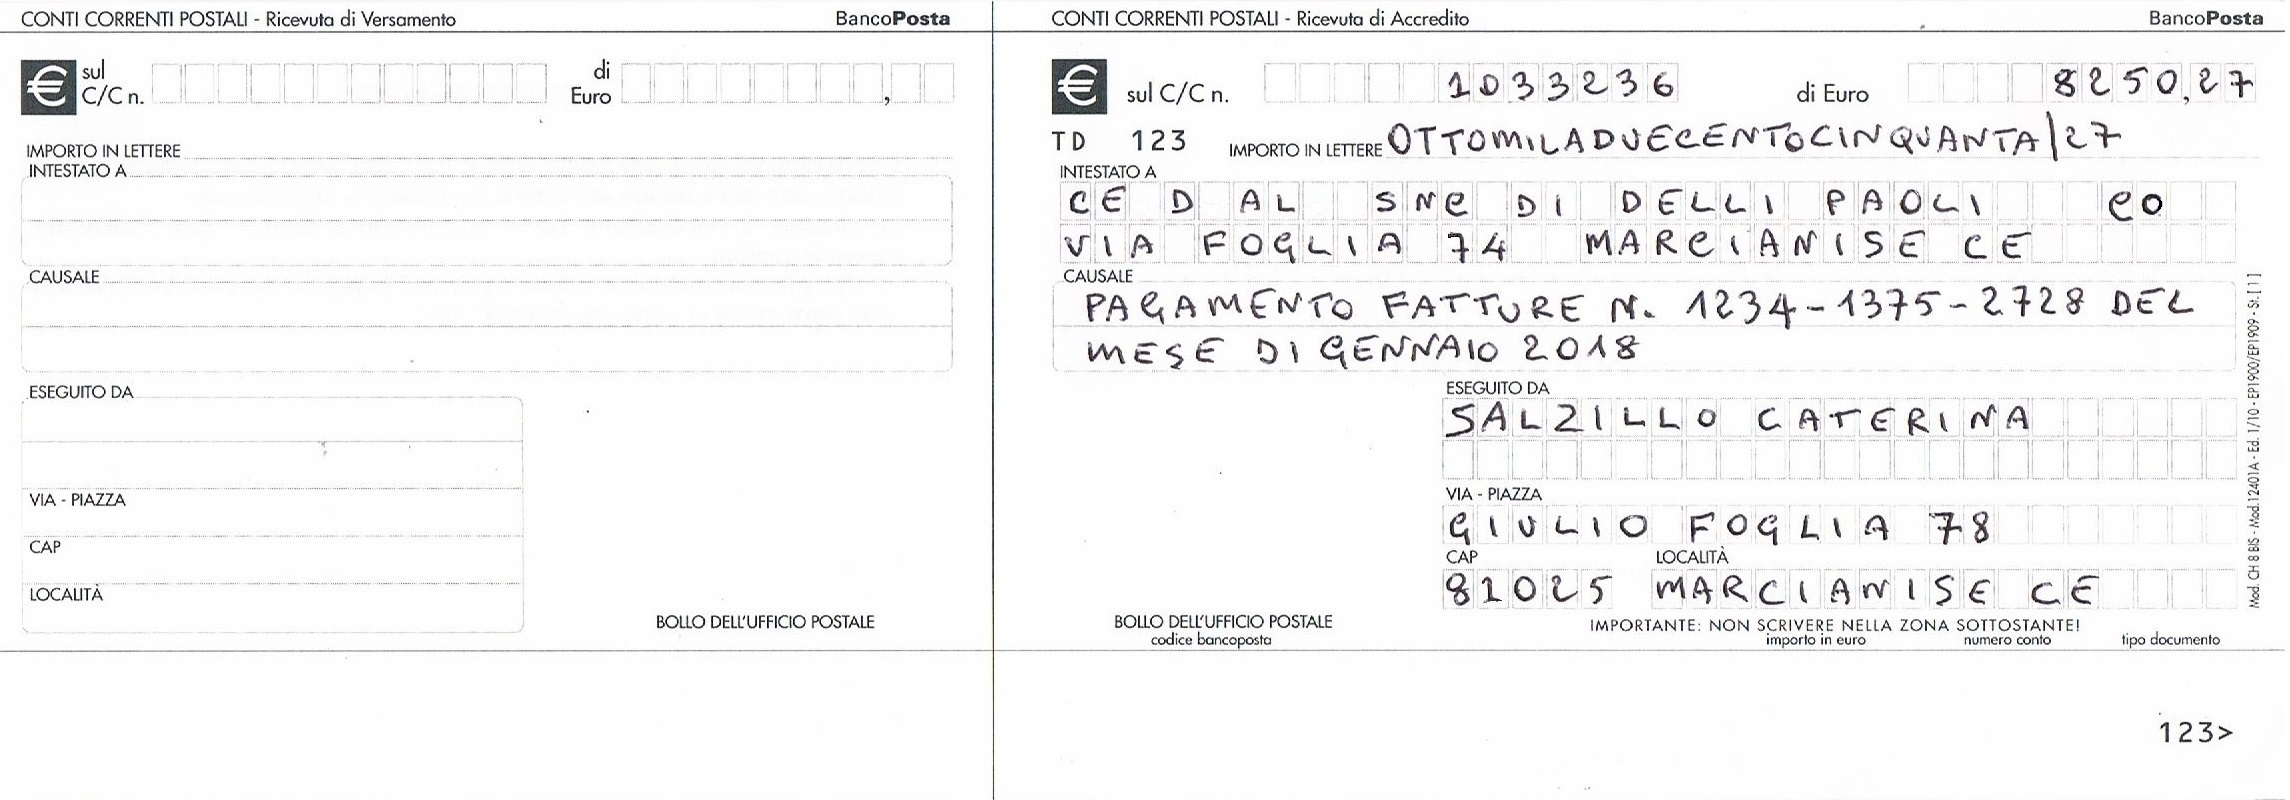 CONTI CORRENTI POSTALI - Ricevuta di Versamento BancoPosta
€ sul C/C n. di Euro ,
IMPORTO IN LETTERE
INTESTATO A
CAUSALE
ESEGUITO DA
VIA - PIAZZA
CAP
LOCALITÀ
BOLLO DELL'UFFICIO POSTALE
CONTI CORRENTI POSTALI - Ricevuta di Accredito BancoPosta
€ sul C/C n. 1033236 di Euro 8250,27
TD 123 IMPORTO IN LETTERE OTTOMILADUECENTOCINQUANTA/27
INTESTATO A
CE D AL SNC DI DELLI PAOLI CO
VIA FOGLIA 74 MARCIANISE CE
CAUSALE
PAGAMENTO FATTURE N. 1234-1375-2728 DEL
MESE DI GENNAIO 2018
ESEGUITO DA
SALZILLO CATERINA
VIA - PIAZZA
GIULIO FOGLIA 78
CAP LOCALITÀ
81025 MARCIANISE CE
BOLLO DELL'UFFICIO POSTALE
codice bancoposta
IMPORTANTE: NON SCRIVERE NELLA ZONA SOTTOSTANTE!
importo in euro numero conto tipo documento
Mod. CH 8 BIS - Mod. 12401A - Ed. 1/10 - EP1900/EP1909 - St. [1]
123>